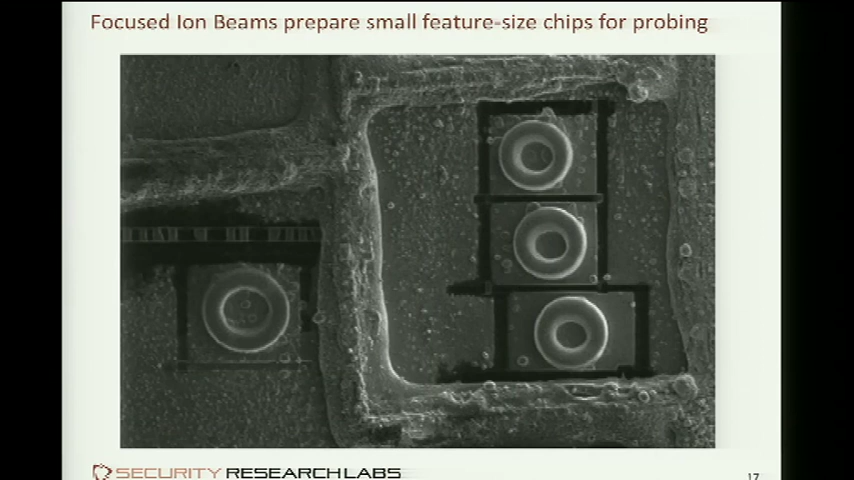 Focused Ion Beams prepare small feature-size chips for probing
SECURITY RESEARCH LABS
17